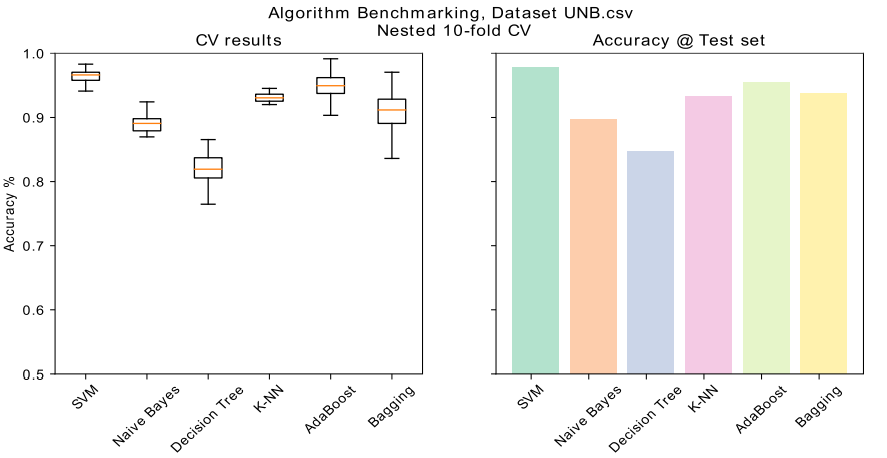 Algorithm Benchmarking, Dataset UNB.csv
Nested 10-fold CV
CV results
Accuracy @ Test set
Accuracy %
1.0
0.9
0.8
0.7
0.6
0.5
SVM
Naive Bayes
Decision Tree
K-NN
AdaBoost
Bagging
SVM
Naive Bayes
Decision Tree
K-NN
AdaBoost
Bagging